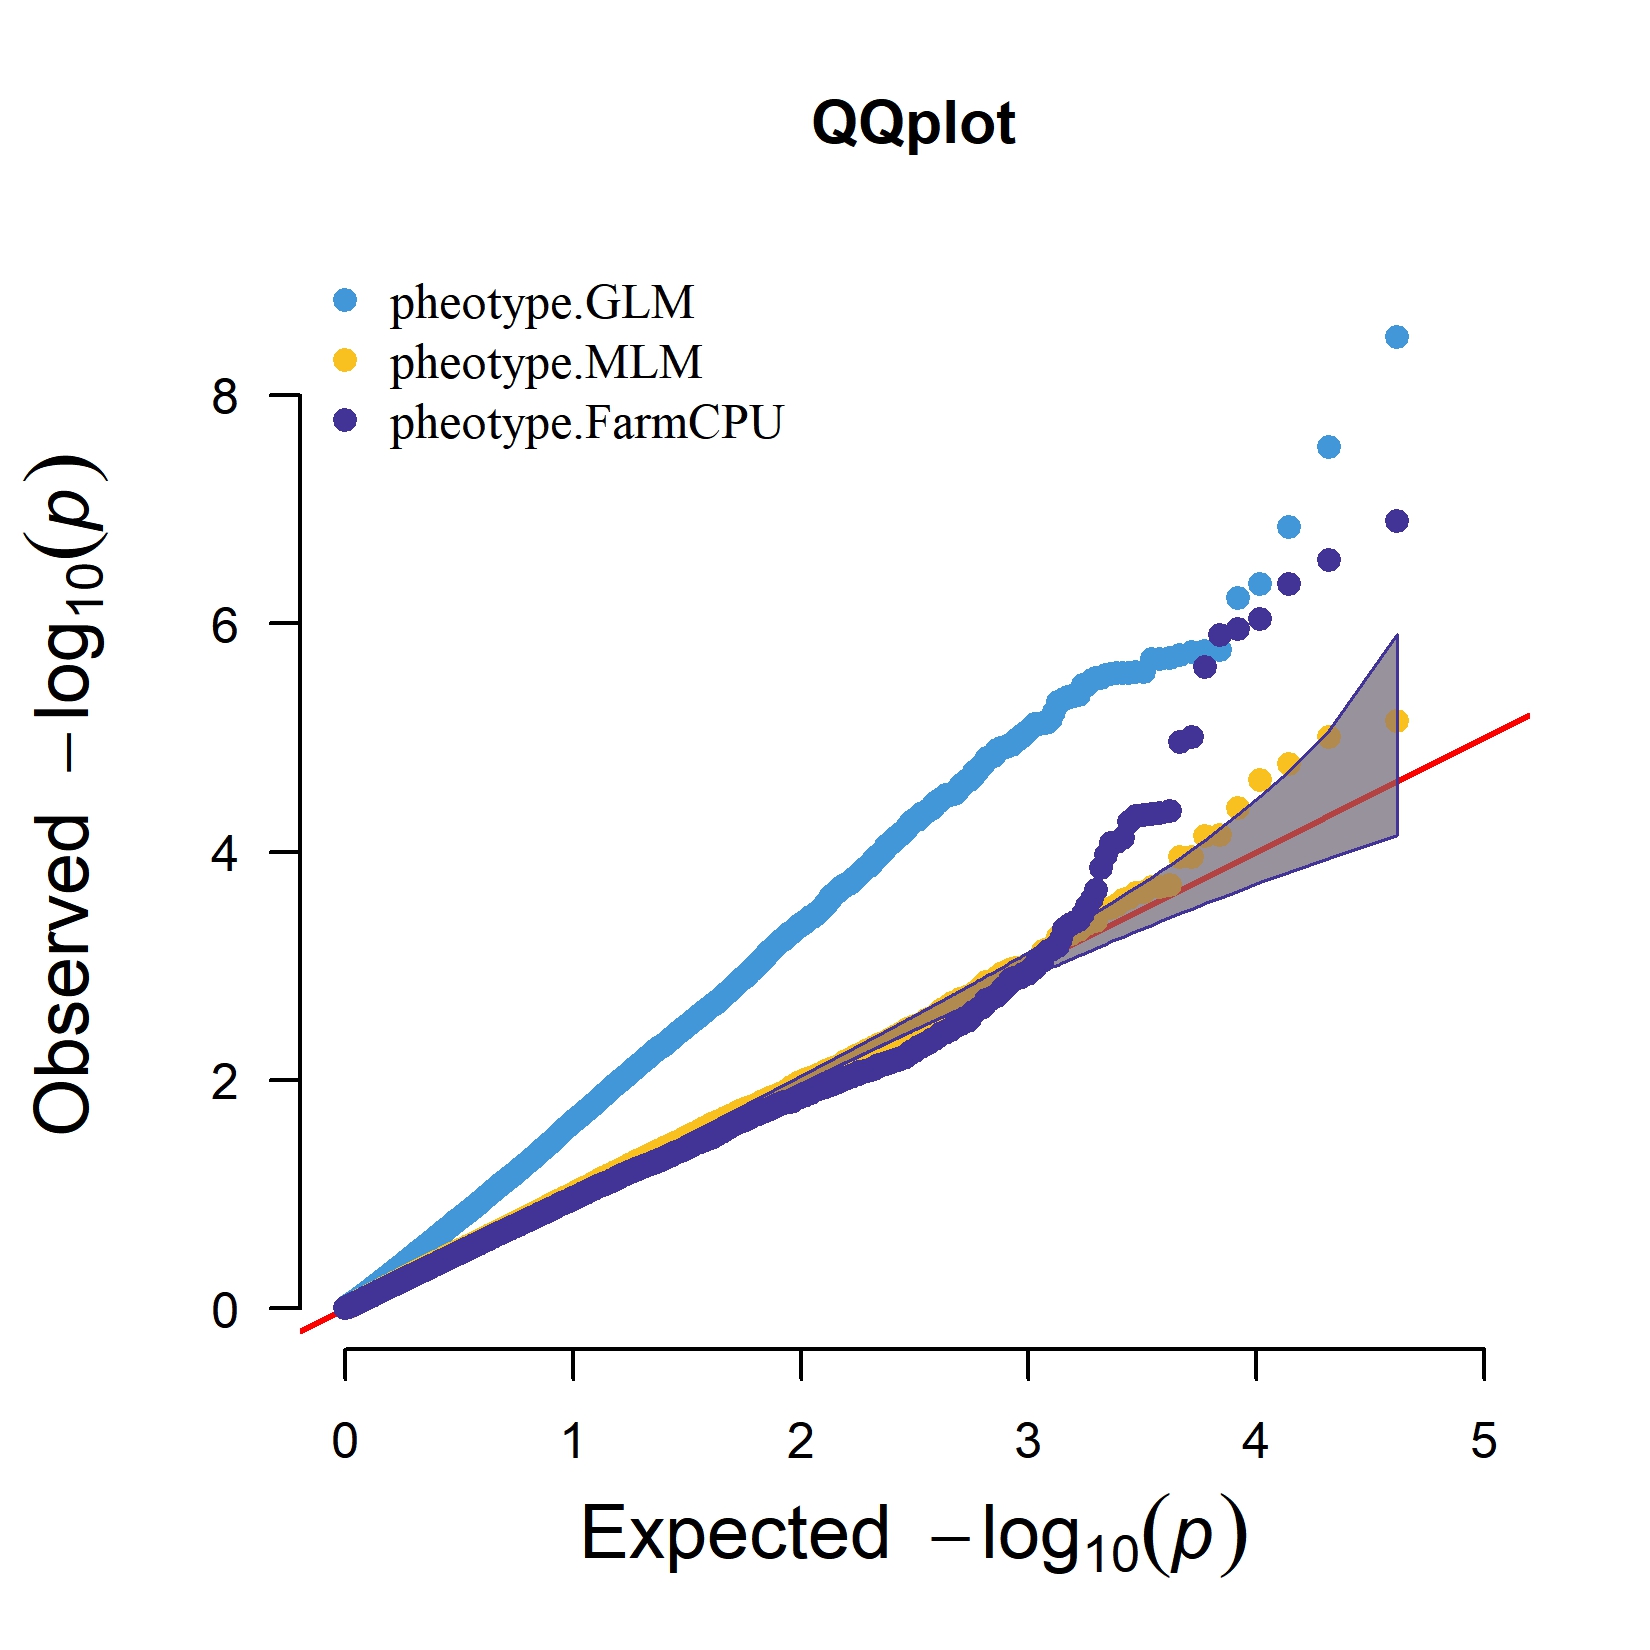 QQplot
pheotype.GLM
pheotype.MLM
pheotype.FarmCPU
Observed −log₁₀(p)
8
6
4
2
0
0 1 2 3 4 5
Expected −log₁₀(p)